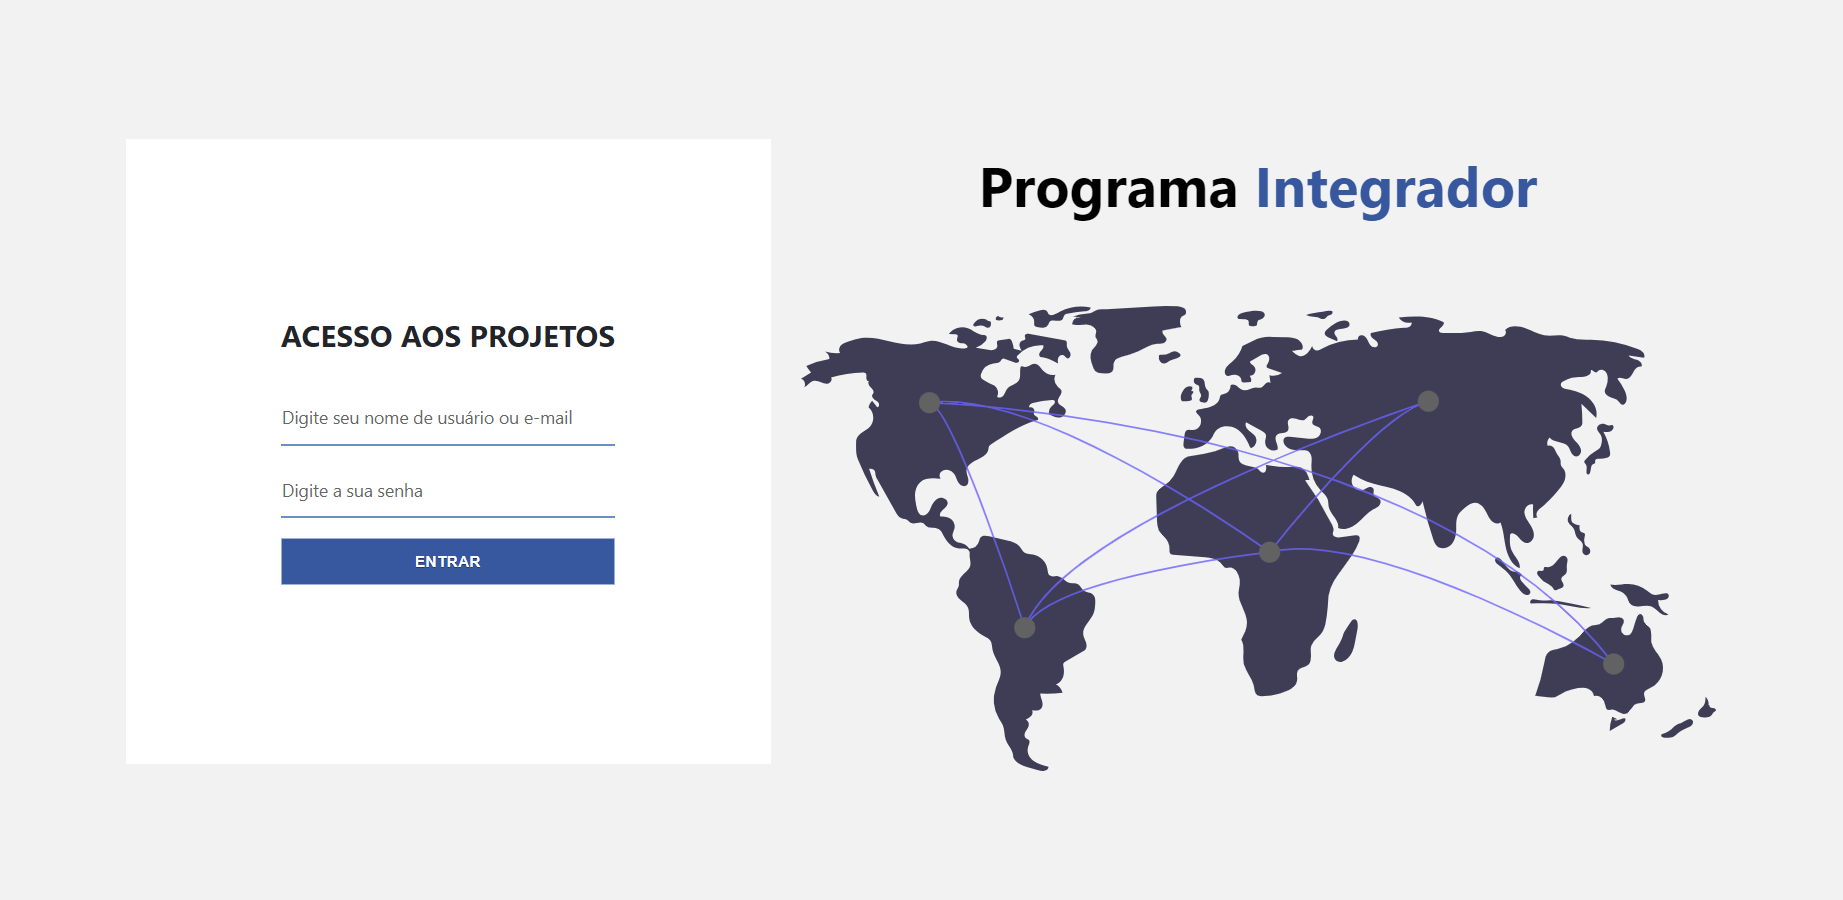 Programa Integrador
ACESSO AOS PROJETOS
Digite seu nome de usuário ou e-mail
Digite a sua senha
ENTRAR